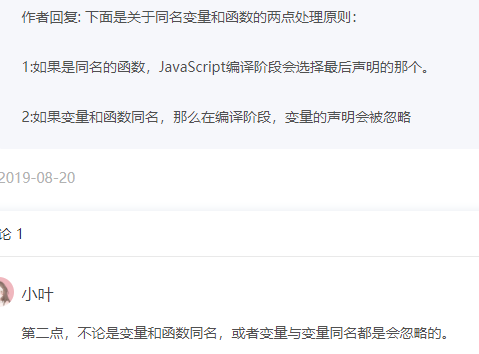 作者回复: 下面是关于同名变量和函数的两点处理原则：
1:如果是同名的函数，JavaScript编译阶段会选择最后声明的那个。
2:如果变量和函数同名，那么在编译阶段，变量的声明会被忽略
2019-08-20
论 1
小叶
第二点，不论是变量和函数同名，或者变量与变量同名都是会忽略的。